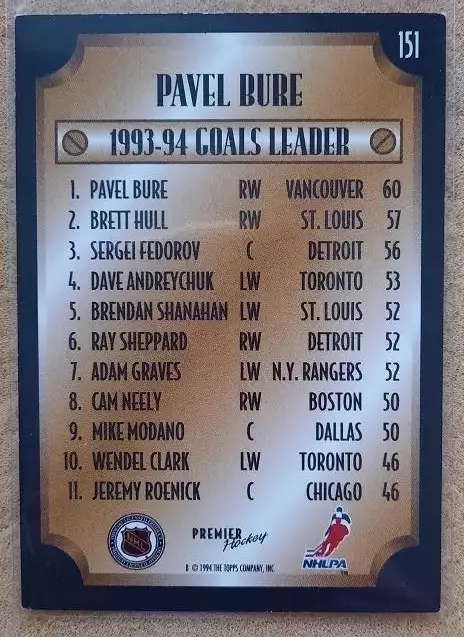 151
PAVEL BURE
1993-94 GOALS LEADER
1. PAVEL BURE RW VANCOUVER 60
2. BRETT HULL RW ST. LOUIS 57
3. SERGEI FEDOROV C DETROIT 56
4. DAVE ANDREYCHUK LW TORONTO 53
5. BRENDAN SHANAHAN LW ST. LOUIS 52
6. RAY SHEPPARD RW DETROIT 52
7. ADAM GRAVES LW N.Y. RANGERS 52
8. CAM NEELY RW BOSTON 50
9. MIKE MODANO C DALLAS 50
10. WENDEL CLARK LW TORONTO 46
11. JEREMY ROENICK C CHICAGO 46
NHL
PREMIER
Hockey
NHLPA
TM
B © 1994 THE TOPPS COMPANY, INC.